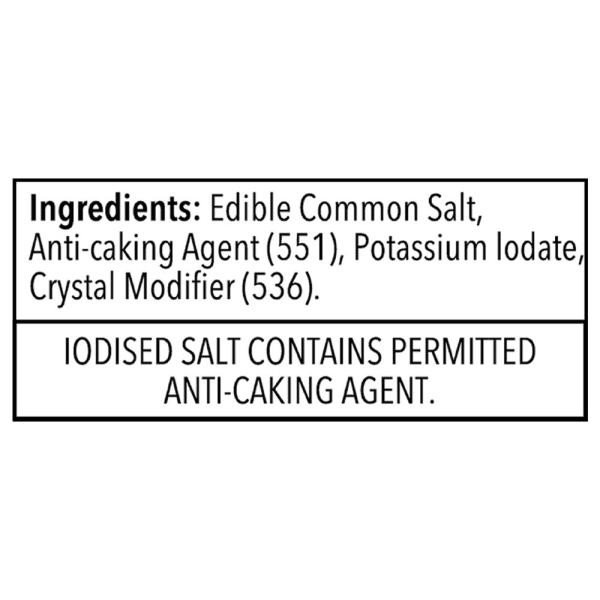 Ingredients: Edible Common Salt,
Anti-caking Agent (551), Potassium Iodate,
Crystal Modifier (536).
IODISED SALT CONTAINS PERMITTED
ANTI-CAKING AGENT.